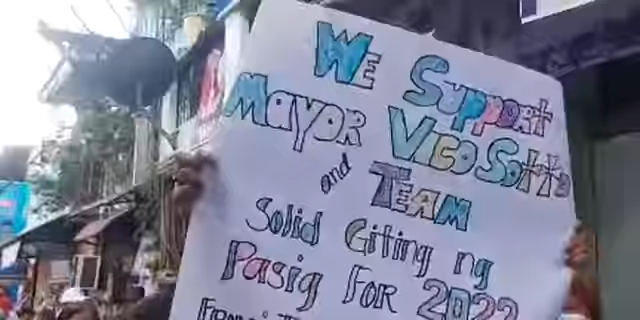 We Support
Mayor Vico Sotto
and
Team
Solid Giting ng
Pasig For 2022